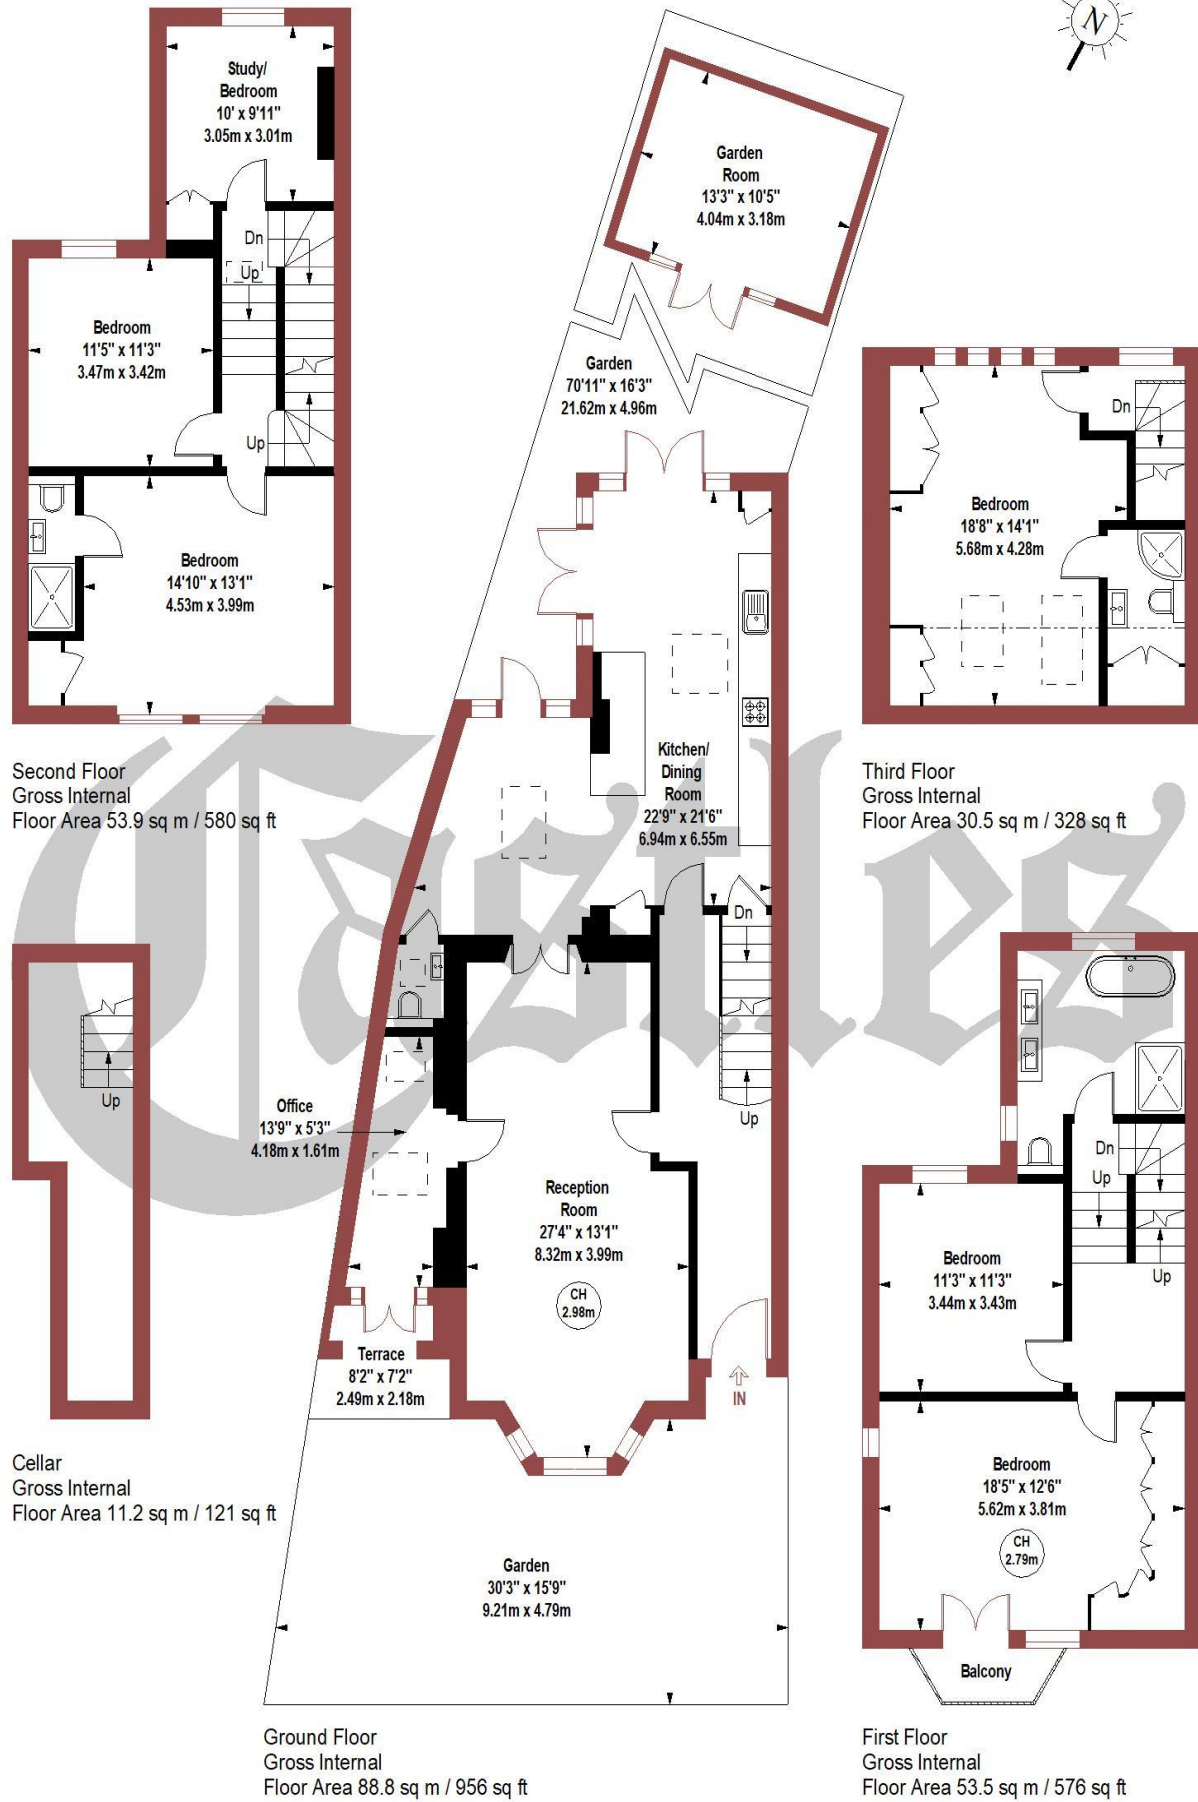 N
Study/
Bedroom
10' x 9'11"
3.05m x 3.01m
Dn
Up
Bedroom
11'5" x 11'3"
3.47m x 3.42m
Up
Bedroom
14'10" x 13'1"
4.53m x 3.99m
Second Floor
Gross Internal
Floor Area 53.9 sq m / 580 sq ft
Garden
Room
13'3" x 10'5"
4.04m x 3.18m
Garden
70'11" x 16'3"
21.62m x 4.96m
Kitchen/
Dining
Room
22'9" x 21'6"
6.94m x 6.55m
Dn
Up
Office
13'9" x 5'3"
4.18m x 1.61m
Reception
Room
27'4" x 13'1"
8.32m x 3.99m
CH
2.98m
Terrace
8'2" x 7'2"
2.49m x 2.18m
IN
Garden
30'3" x 15'9"
9.21m x 4.79m
Ground Floor
Gross Internal
Floor Area 88.8 sq m / 956 sq ft
Dn
Bedroom
18'8" x 14'1"
5.68m x 4.28m
Third Floor
Gross Internal
Floor Area 30.5 sq m / 328 sq ft
Castles
Up
Cellar
Gross Internal
Floor Area 11.2 sq m / 121 sq ft
Dn
Up
Up
Bedroom
11'3" x 11'3"
3.44m x 3.43m
Bedroom
18'5" x 12'6"
5.62m x 3.81m
CH
2.79m
Balcony
First Floor
Gross Internal
Floor Area 53.5 sq m / 576 sq ft